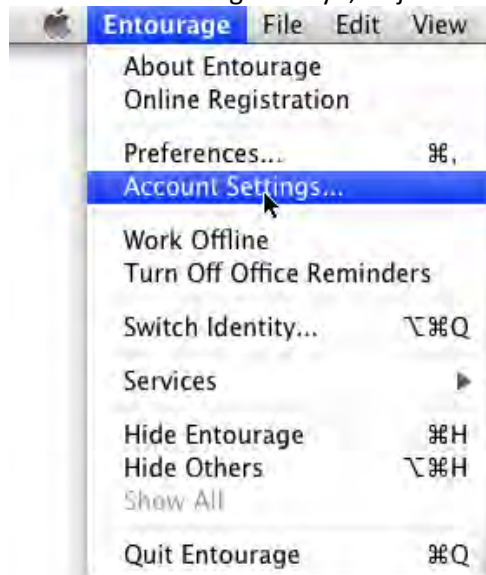 Entourage File Edit View
About Entourage
Online Registration
Preferences... ⌘,
Account Settings...
Work Offline
Turn Off Office Reminders
Switch Identity... ⌥⌘Q
Services ▶
Hide Entourage ⌘H
Hide Others ⌥⌘H
Show All
Quit Entourage ⌘Q